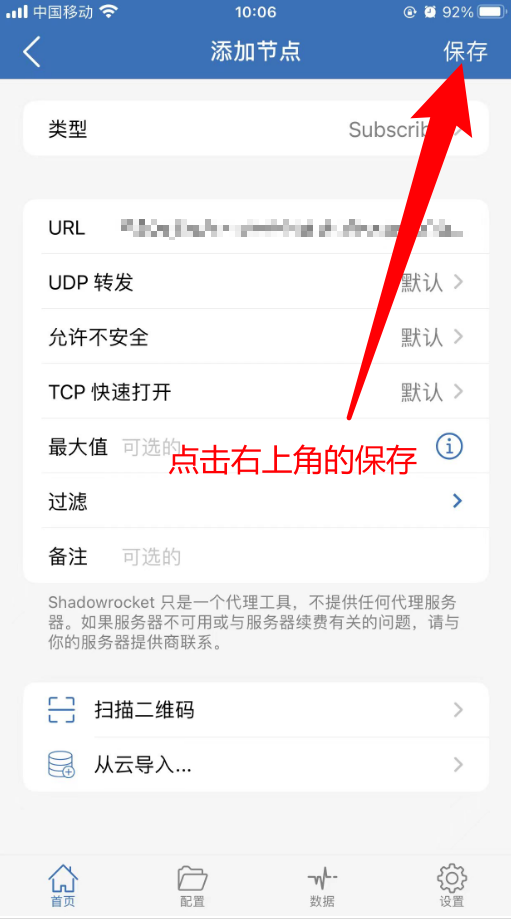 中国移动 10:06 92%
添加节点 保存
类型 Subscrib
URL
UDP 转发 默认
允许不安全 默认
TCP 快速打开 默认
最大值 可选的
点击右上角的保存
过滤
备注 可选的
Shadowrocket 只是一个代理工具，不提供任何代理服务
器。如果服务器不可用或与服务器续费有关的问题，请与
你的服务器提供商联系。
扫描二维码
从云导入...
首页 配置 数据 设置